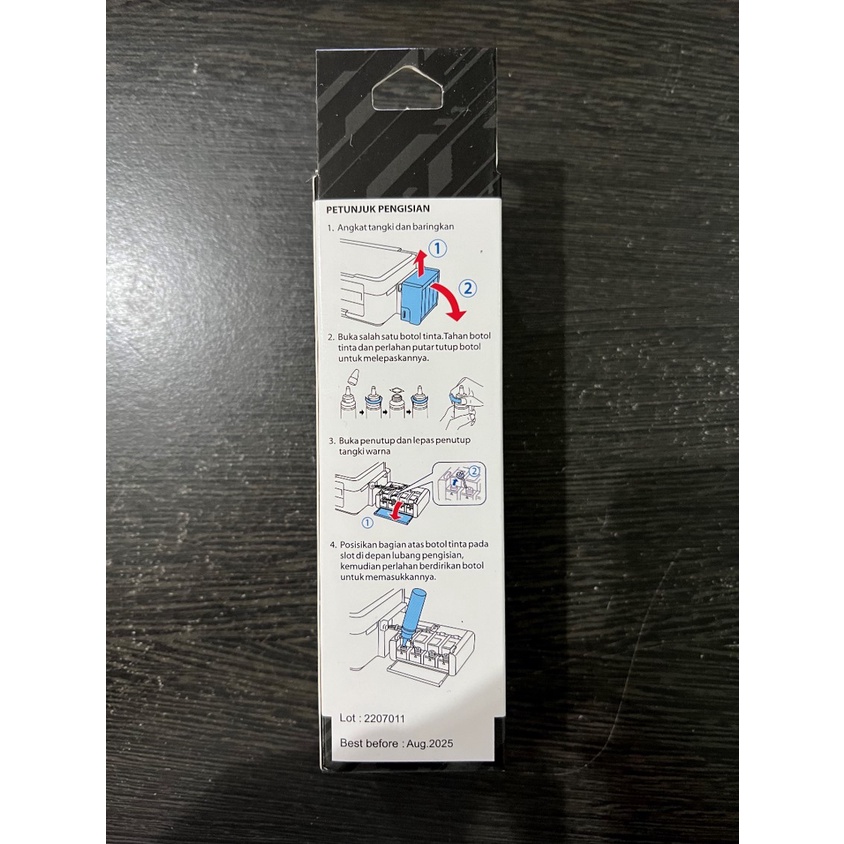 PETUNJUK PENGISIAN
1. Angkat tangki dan baringkan
1
2
2. Buka salah satu botol tinta.Tahan botol
tinta dan perlahan putar tutup botol
untuk melepaskannya.
3. Buka penutup dan lepas penutup
tangki warna
2
1
4. Posisikan bagian atas botol tinta pada
slot di depan lubang pengisian,
kemudian perlahan berdirikan botol
untuk memasukkannya.
Lot : 2207011
Best before : Aug.2025